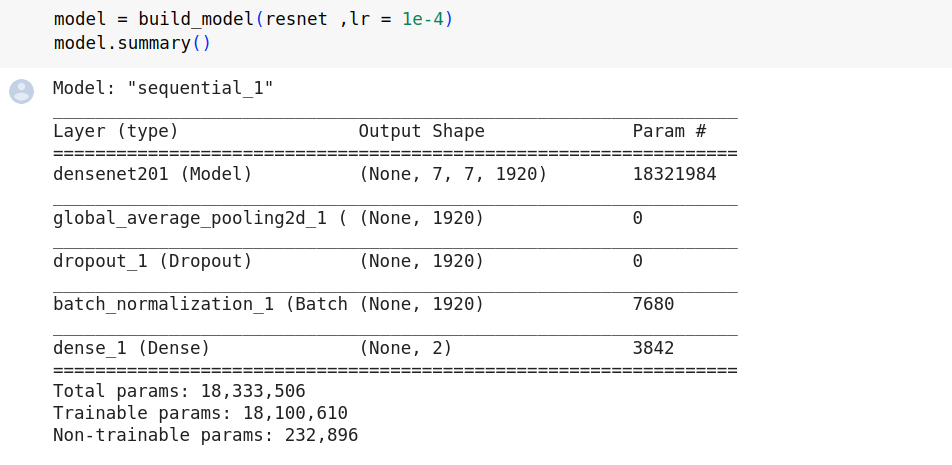 model = build_model(resnet ,lr = 1e-4)
model.summary()
Model: "sequential_1"
_________________________________________________________________
Layer (type)                 Output Shape              Param #
=================================================================
densenet201 (Model)          (None, 7, 7, 1920)        18321984
_________________________________________________________________
global_average_pooling2d_1 ( (None, 1920)              0
_________________________________________________________________
dropout_1 (Dropout)          (None, 1920)              0
_________________________________________________________________
batch_normalization_1 (Batch (None, 1920)              7680
_________________________________________________________________
dense_1 (Dense)              (None, 2)                 3842
=================================================================
Total params: 18,333,506
Trainable params: 18,100,610
Non-trainable params: 232,896